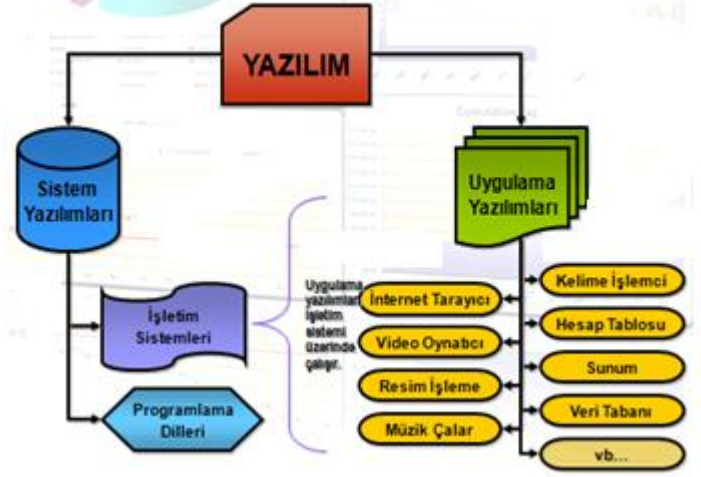 YAZILIM
Sistem
Yazılımları
Uygulama
Yazılımları
İşletim
Sistemleri
Programlama
Dilleri
Uygulama
yazılımları
İşletim
sistemi
üzerinde
çalışır.
İnternet Tarayıcı
Video Oynatıcı
Resim İşleme
Müzik Çalar
Kelime İşlemci
Hesap Tablosu
Sunum
Veri Tabanı
vb...